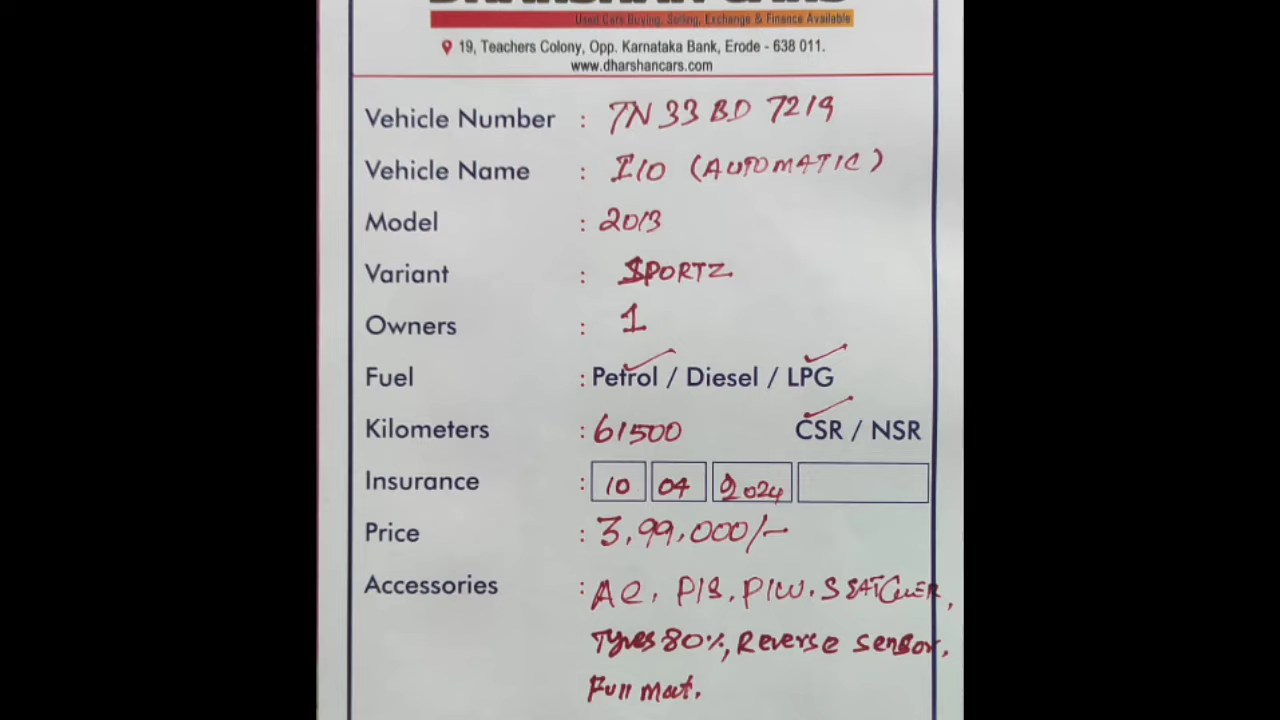 DHARSHAN CARS
Used Cars Buying, Selling, Exchange & Finance Available
19, Teachers Colony, Opp. Karnataka Bank, Erode - 638 011.
www.dharshancars.com
Vehicle Number : TN 33 BD 7219
Vehicle Name : I10 (AUTOMATIC)
Model : 2013
Variant : SPORTZ
Owners : 1
Fuel : Petrol / Diesel / LPG
Kilometers : 61500 CSR / NSR
Insurance : 10 04 2024
Price : 3,99,000/-
Accessories : AC, P/S, P/W. SEATCOVER,
Tyres 80%, Reverse sensor,
Full Mat.